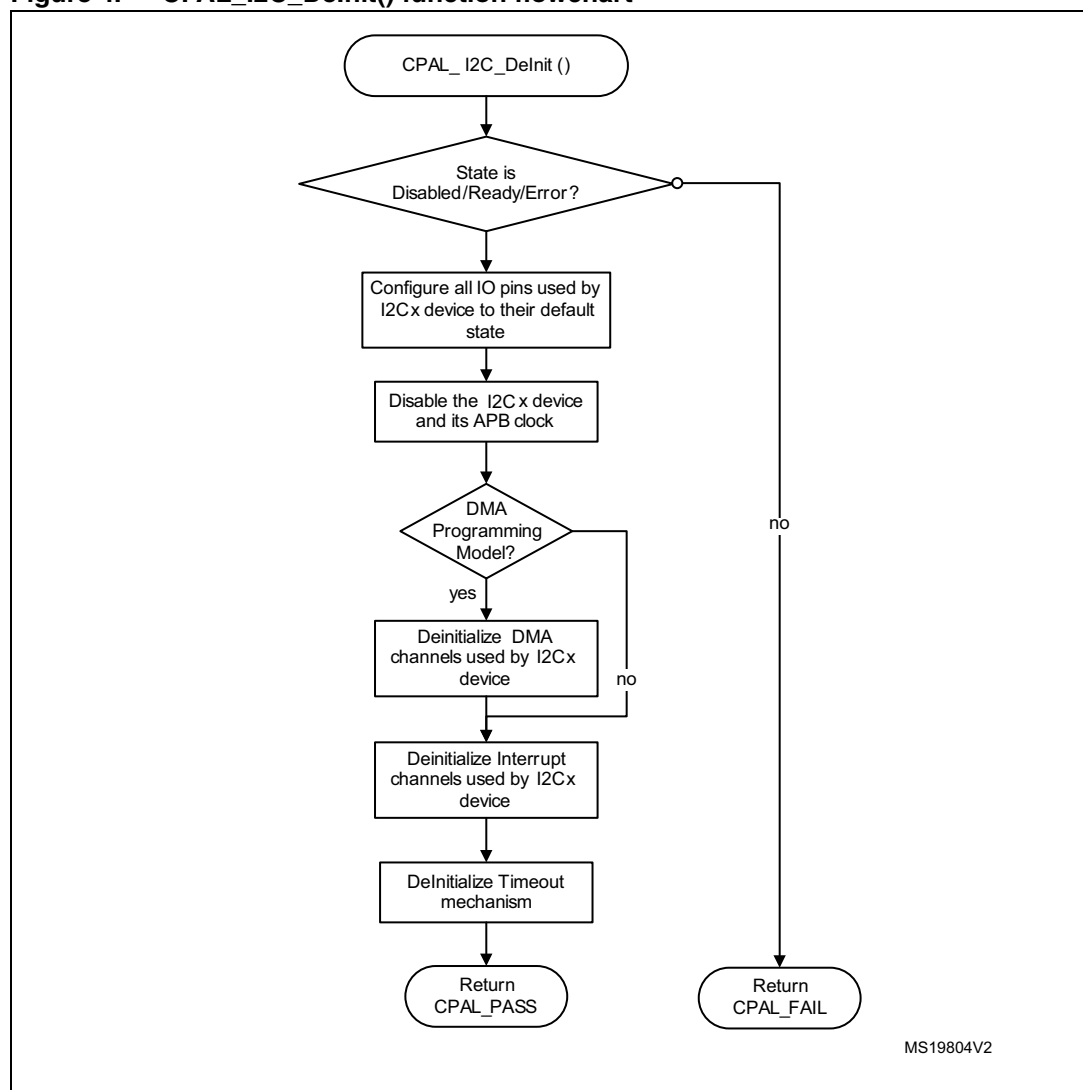 CPAL_ I2C_DeInit ()
State is
Disabled/Ready/Error?
Configure all IO pins used by
I2Cx device to their default
state
Disable the I2Cx device
and its APB clock
DMA
Programming
Model?
no
yes
Deinitialize DMA
channels used by I2Cx
device
no
Deinitialize Interrupt
channels used by I2Cx
device
DeInitialize Timeout
mechanism
Return
CPAL_PASS
Return
CPAL_FAIL
MS19804V2